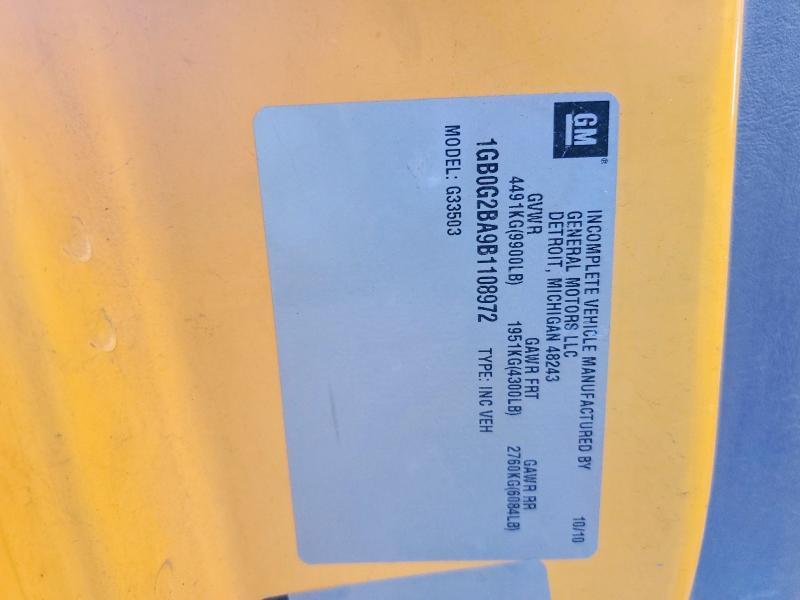 GM®
INCOMPLETE VEHICLE MANUFACTURED BY
GENERAL MOTORS LLC 10/10
DETROIT, MICHIGAN 48243
GVWR GAWR FRT GAWR RR
4491KG(9900LB) 1951KG(4300LB) 2760KG(6084LB)
1GB0G2BA9B1108972 TYPE: INC VEH
MODEL: G33503